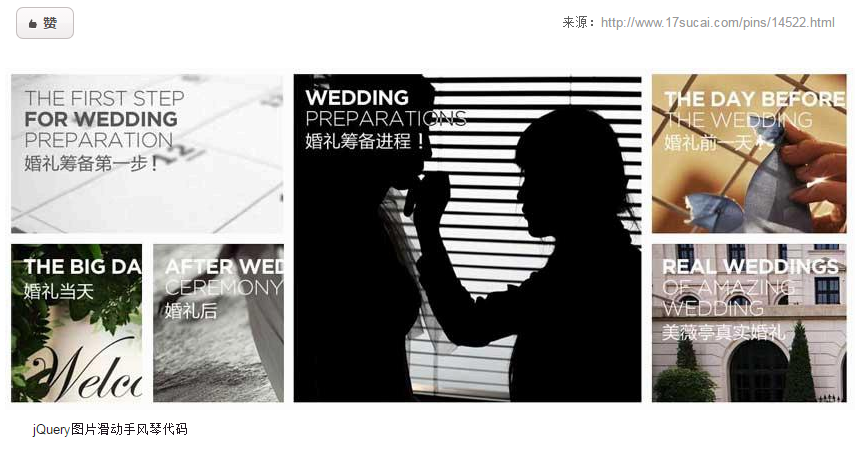 赞
来源：http://www.17sucai.com/pins/14522.html
THE FIRST STEP
FOR WEDDING
PREPARATION
婚礼筹备第一步！
WEDDING
PREPARATIONS
婚礼筹备进程！
THE DAY BEFORE
THE WEDDING
婚礼前一天！
THE BIG DA
婚礼当天
Welco
AFTER WED
CEREMONY
婚礼后
REAL WEDDINGS
OF AMAZING
WEDDING
美薇亭真实婚礼
jQuery图片滑动手风琴代码